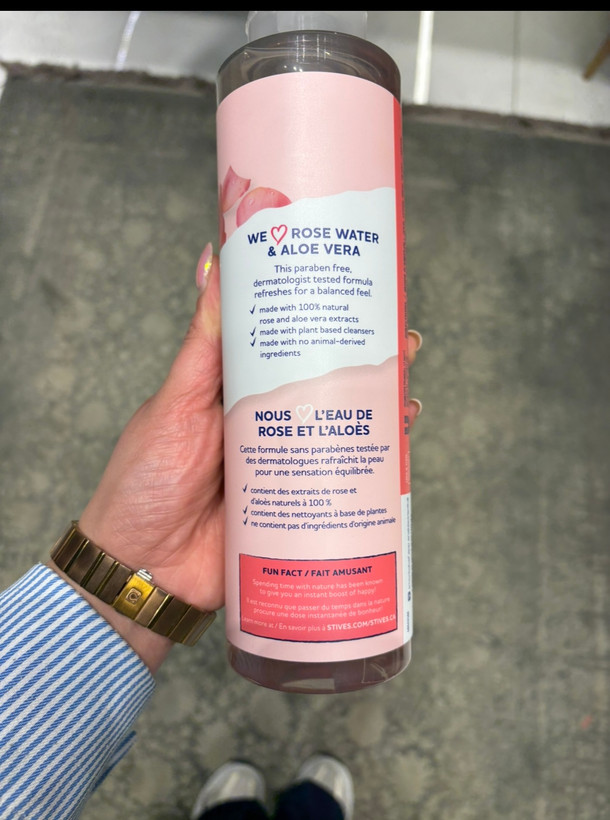 WE ROSE WATER
& ALOE VERA
This paraben free,
dermatologist tested formula
refreshes for a balanced feel.
made with 100% natural
rose and aloe vera extracts
made with plant based cleansers
made with no animal-derived
ingredients
NOUS L'EAU DE
ROSE ET L'ALOÈS
Cette formule sans parabènes testée par
des dermatologues rafraîchit la peau
pour une sensation équilibrée.
contient des extraits de rose et
d'aloès naturels à 100 %
contient des nettoyants à base de plantes
ne contient pas d'ingrédients d'origine animale
FUN FACT / FAIT AMUSANT
Spending time with nature has been known
to give you an instant boost of happy!
Il est reconnu que passer du temps dans la nature
procure une dose instantanée de bonheur!
Learn more at / En savoir plus à STIVES.COM/STIVES.CA